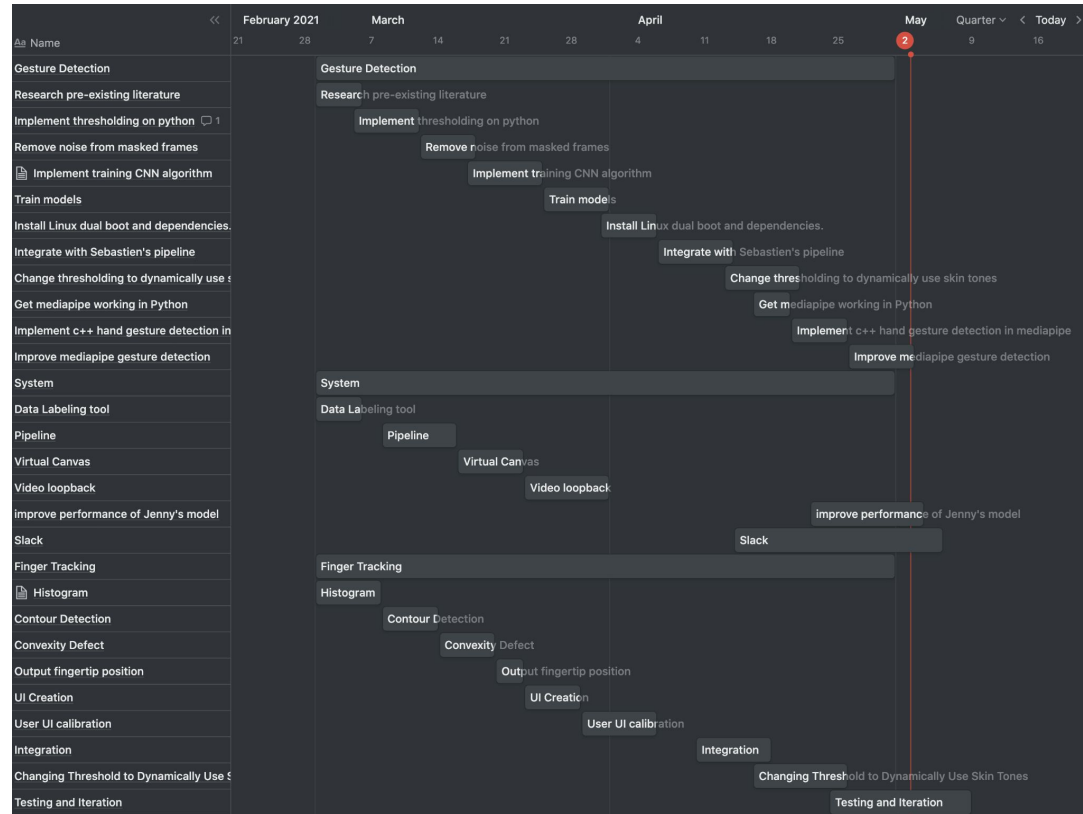 February 2021 March April May Quarter Today
Aa Name 21 28 7 14 21 28 4 11 18 25 2 9 16
Gesture Detection Gesture Detection
Research pre-existing literature Research pre-existing literature
Implement thresholding on python 1 Implement thresholding on python
Remove noise from masked frames Remove noise from masked frames
Implement training CNN algorithm Implement training CNN algorithm
Train models Train models
Install Linux dual boot and dependencies. Install Linux dual boot and dependencies.
Integrate with Sebastien's pipeline Integrate with Sebastien's pipeline
Change thresholding to dynamically use s Change thresholding to dynamically use skin tones
Get mediapipe working in Python Get mediapipe working in Python
Implement c++ hand gesture detection in Implement c++ hand gesture detection in mediapipe
Improve mediapipe gesture detection Improve mediapipe gesture detection
System System
Data Labeling tool Data Labeling tool
Pipeline Pipeline
Virtual Canvas Virtual Canvas
Video loopback Video loopback
improve performance of Jenny's model improve performance of Jenny's model
Slack Slack
Finger Tracking Finger Tracking
Histogram Histogram
Contour Detection Contour Detection
Convexity Defect Convexity Defect
Output fingertip position Output fingertip position
UI Creation UI Creation
User UI calibration User UI calibration
Integration Integration
Changing Threshold to Dynamically Use S Changing Threshold to Dynamically Use Skin Tones
Testing and Iteration Testing and Iteration